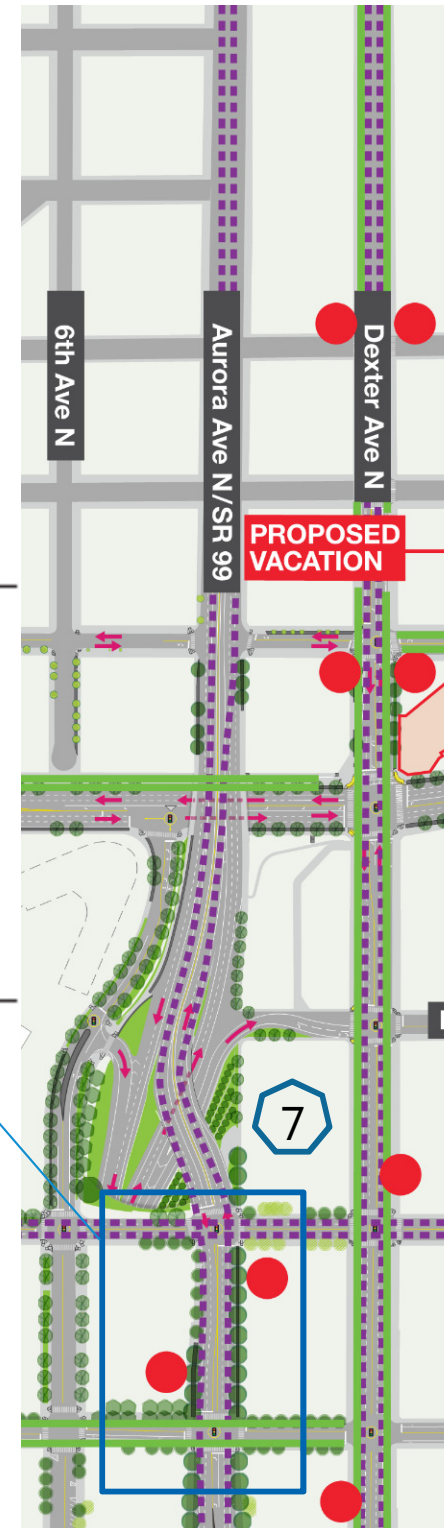 6th Ave N
Aurora Ave N/SR 99
Dexter Ave N
PROPOSED
VACATION
7